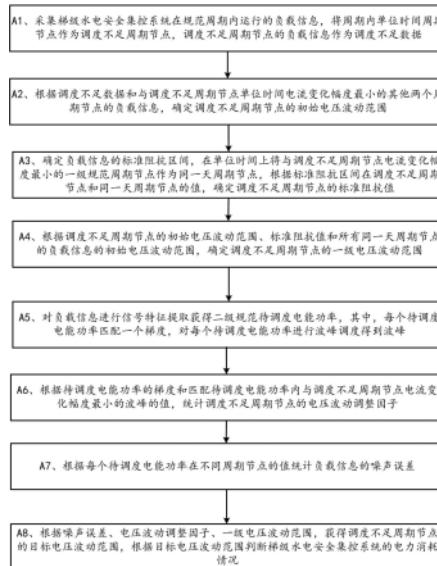 A1、采集梯级水电安全集控系统在规范周期内运行的负载信息，将周期内单位时间周期
节点作为调度不足周期节点，调度不足周期节点的负载信息作为调度不足数据
A2、根据调度不足数据和与调度不足周期节点单位时间电流变化幅度最小的其他两个周
期节点的负载信息，确定调度不足周期节点的初始电压波动范围
A3、确定负载信息的标准阻抗区间，在单位时间上将与调度不足周期节点电流变化幅
度最小的一级规范周期节点作为同一天周期节点，根据标准阻抗区间在调度不足周期
节点和同一天周期节点的值，确定调度不足周期节点的标准阻抗值
A4、根据调度不足周期节点的初始电压波动范围、标准阻抗值和所有同一天周期节点
的负载信息的初始电压波动范围，确定调度不足周期节点的一级电压波动范围
A5、对负载信息进行信号特征提取获得二级规范待调度电能功率，其中，每个待调度
电能功率匹配一个梯度，对每个待调度电能功率进行波峰调度得到波峰
A6、根据待调度电能功率的梯度和匹配待调度电能功率内与调度不足周期节点电流变
化幅度最小的波峰的值，统计调度不足周期节点的电压波动调整因子
A7、根据每个待调度电能功率在不同周期节点的值统计负载信息的噪声误差
A8、根据噪声误差、电压波动调整因子、一级电压波动范围，获得调度不足周期节点
的目标电压波动范围，根据目标电压波动范围判断梯级水电安全集控系统的电力消耗
情况